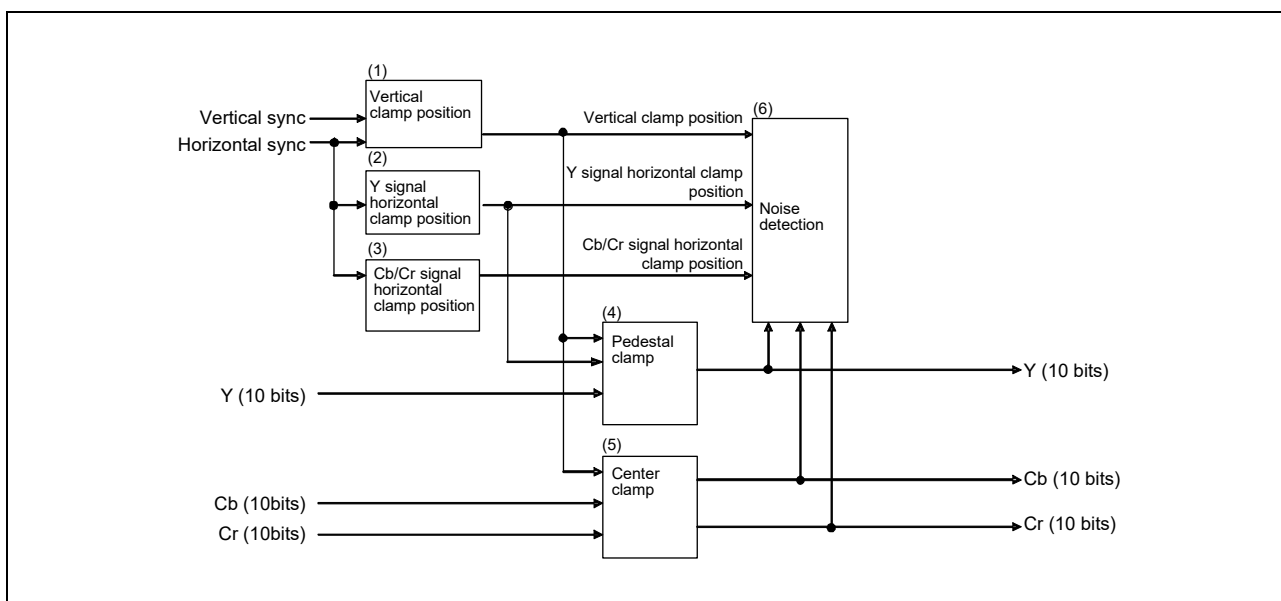 (1)
Vertical
clamp position
Vertical sync
Horizontal sync
(2)
Y signal
horizontal
clamp position
(3)
Cb/Cr signal
horizontal
clamp position
Vertical clamp position
Y signal horizontal clamp
position
Cb/Cr signal horizontal
clamp position
(6)
Noise
detection
(4)
Pedestal
clamp
Y (10 bits)
Y (10 bits)
(5)
Center
clamp
Cb (10bits)
Cr (10bits)
Cb (10 bits)
Cr (10 bits)